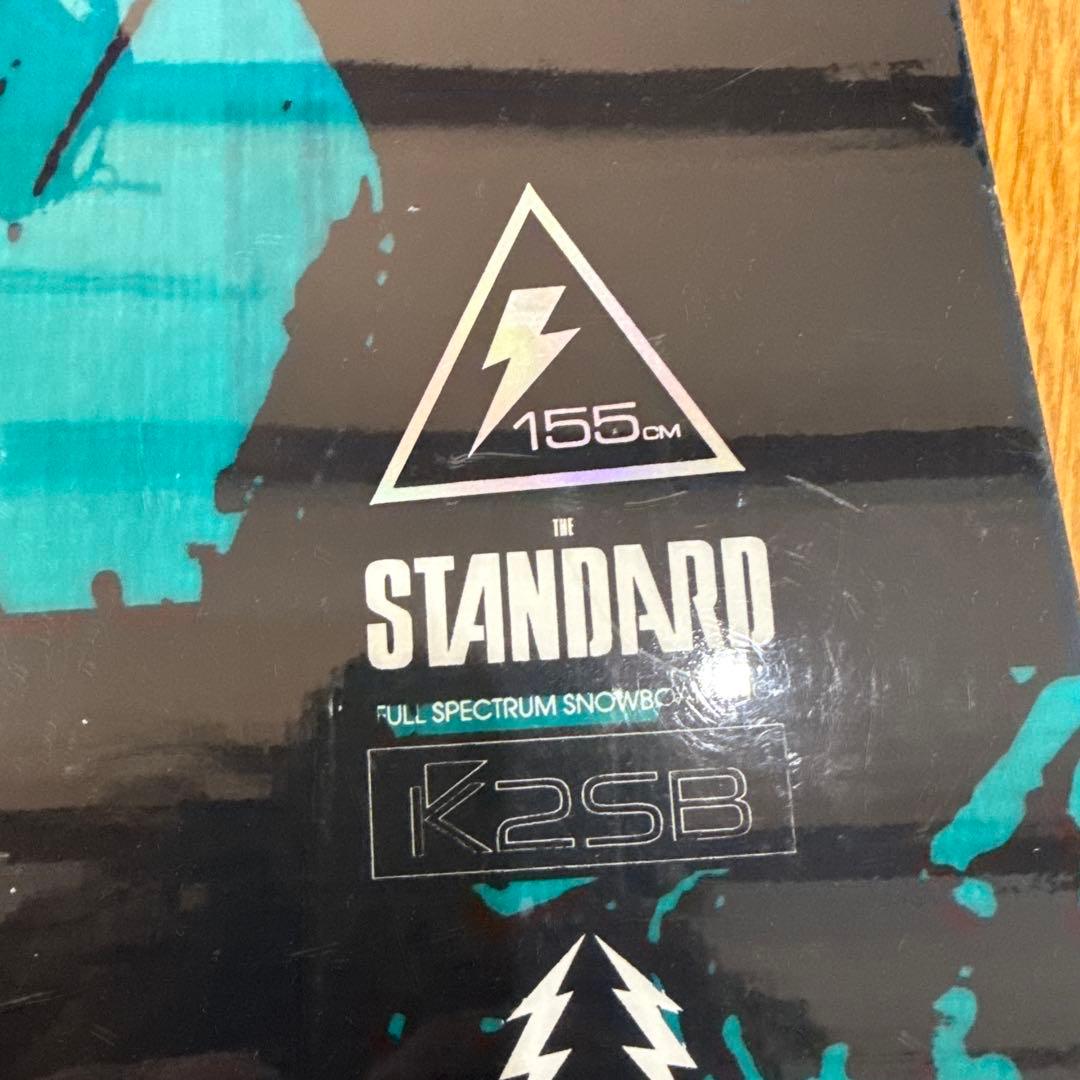 155CM
THE
STANDARD
FULL SPECTRUM
K2SB